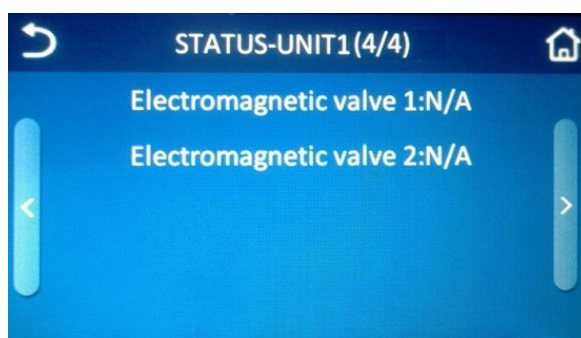 STATUS-UNIT1(4/4)
Electromagnetic valve 1:N/A
Electromagnetic valve 2:N/A
< >